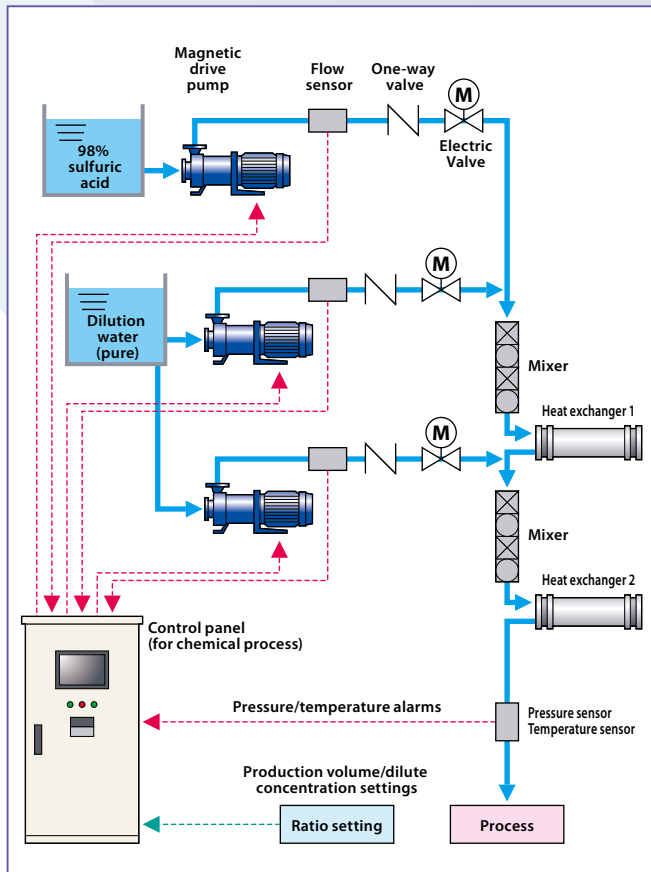 Magnetic
drive
pump
Flow
sensor
One-way
valve
M
Electric
Valve
98%
sulfuric
acid
M
Dilution
water
(pure)
Mixer
Heat exchanger 1
M
Mixer
Heat exchanger 2
Control panel
(for chemical process)
Pressure/temperature alarms
Pressure sensor
Temperature sensor
Production volume/dilute
concentration settings
Ratio setting
Process